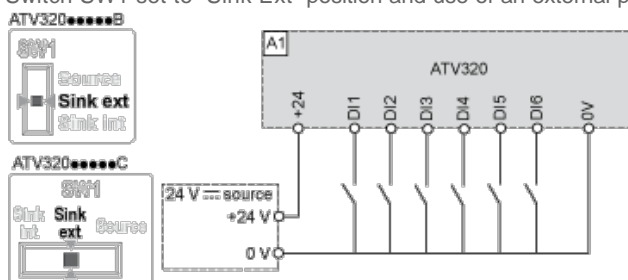 Switch SW1 set to "Sink Ext" position and use of an external p
ATV320●●●●●B
SW1
Source
Sink ext
Sink int
A1
ATV320
+24
DI1
DI2
DI3
DI4
DI5
DI6
0V
ATV320●●●●●C
SW1
Sink int
Sink ext
Source
24 V ⎓ source
+24 V
0 V